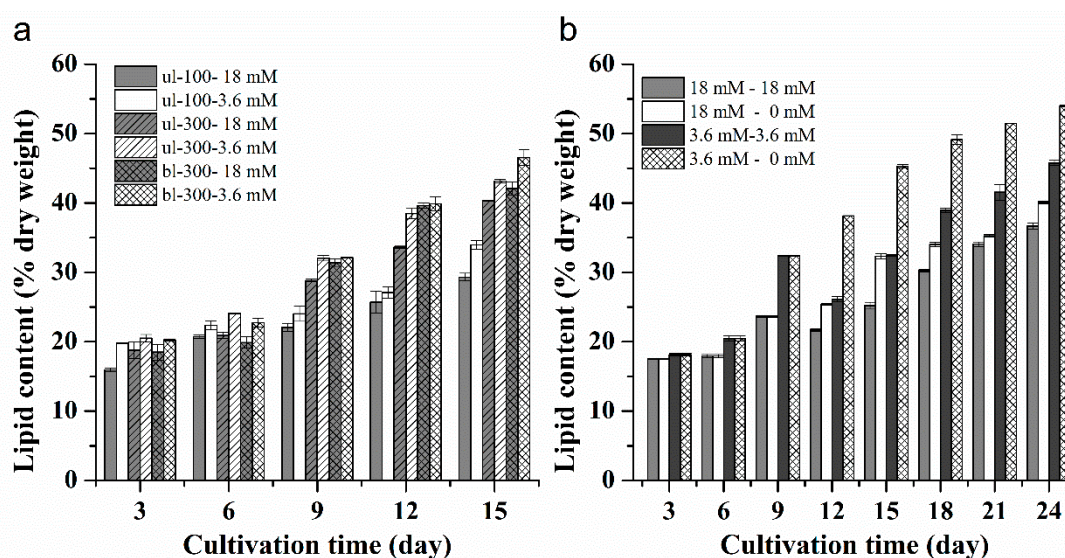 a
60
50
40
30
20
10
0
Lipid content (% dry weight)
ul-100- 18 mM
ul-100-3.6 mM
ul-300- 18 mM
ul-300-3.6 mM
bl-300- 18 mM
bl-300-3.6 mM
3 6 9 12 15
Cultivation time (day)
b
60
50
40
30
20
10
0
Lipid content (% dry weight)
18 mM - 18 mM
18 mM - 0 mM
3.6 mM-3.6 mM
3.6 mM - 0 mM
3 6 9 12 15 18 21 24
Cultivation time (day)